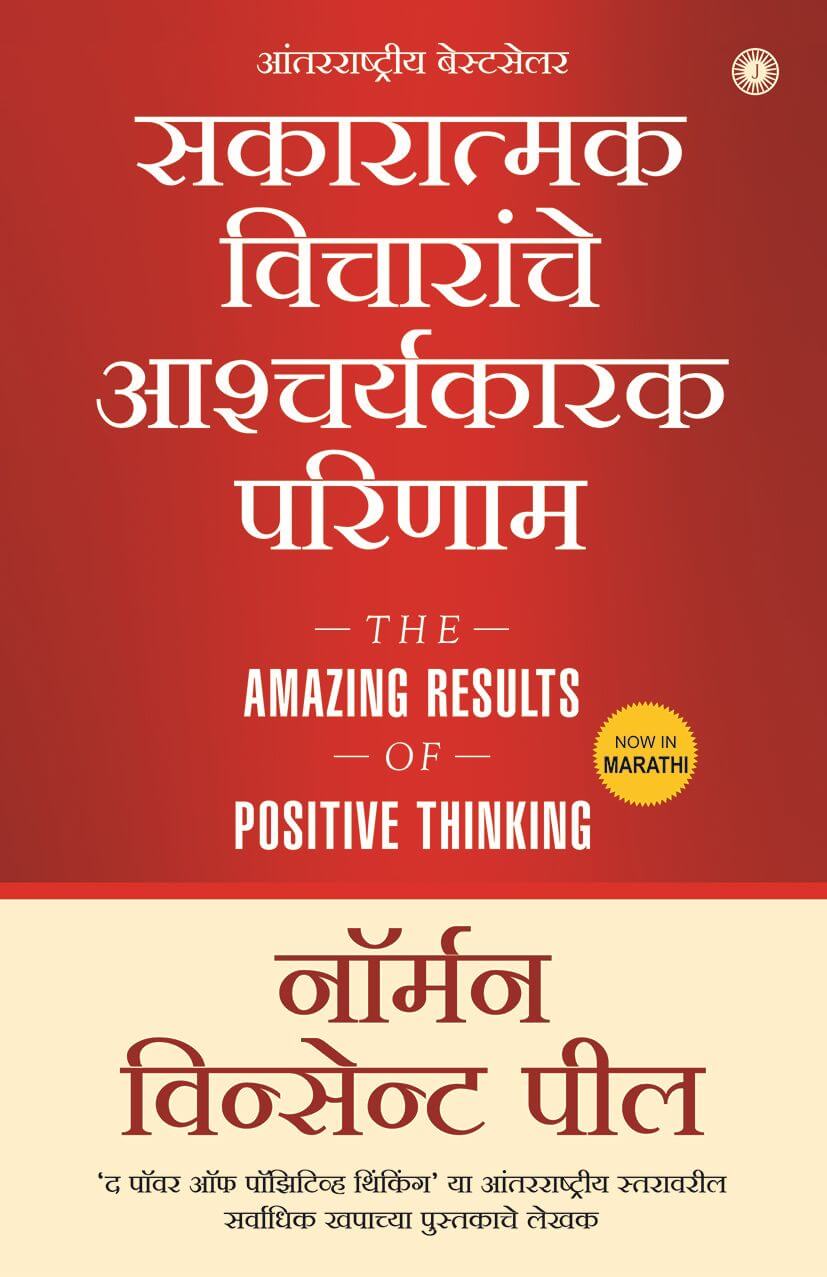 आंतरराष्ट्रीय बेस्टसेलर
J
सकारात्मक
विचारांचे
आश्चर्यकारक
परिणाम
— THE —
AMAZING RESULTS
— OF —
POSITIVE THINKING
NOW IN
MARATHI
नॉर्मन
विन्सेन्ट पील
‘द पॉवर ऑफ पॉझिटिव्ह थिंकिंग’ या आंतरराष्ट्रीय स्तरावरील
सर्वाधिक खपाच्या पुस्तकाचे लेखक